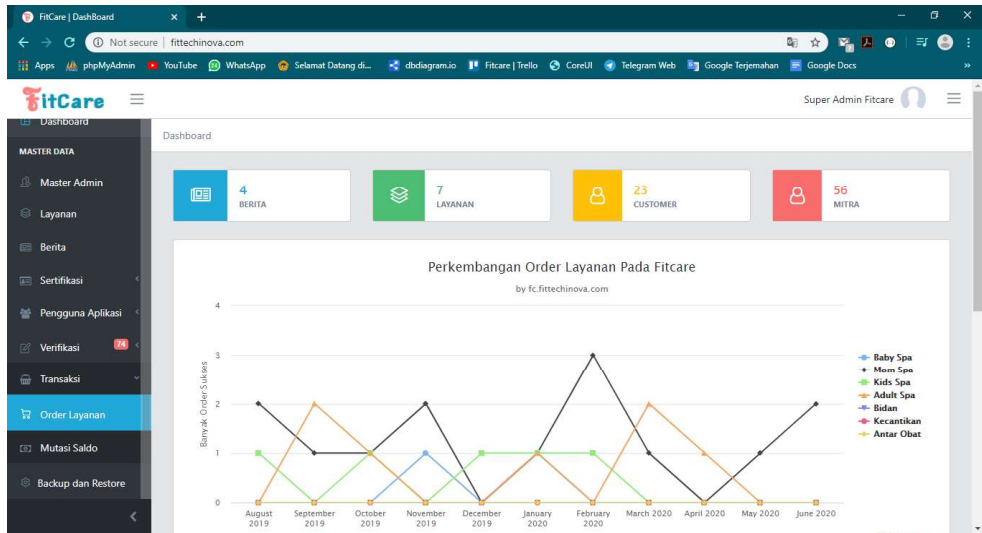 FitCare | DashBoard
Not secure | fittechinova.com
Apps phpMyAdmin YouTube WhatsApp Selamat Datang di... dbdiagram.io Fitcare | Trello CoreUI Telegram Web Google Terjemahan Google Docs »
FitCare
Super Admin Fitcare
Dashboard
Dashboard
MASTER DATA
Master Admin
Layanan
Berita
Sertifikasi
Pengguna Aplikasi
Verifikasi 74
Transaksi
Order Layanan
Mutasi Saldo
Backup dan Restore
4
BERITA
7
LAYANAN
23
CUSTOMER
56
MITRA
Perkembangan Order Layanan Pada Fitcare
by fc.fittechinova.com
Banyak Order Sukses
4
3
2
1
0
August 2019
September 2019
October 2019
November 2019
December 2019
January 2020
February 2020
March 2020
April 2020
May 2020
June 2020
Baby Spa
Mom Spa
Kids Spa
Adult Spa
Bidan
Kecantikan
Antar Obat